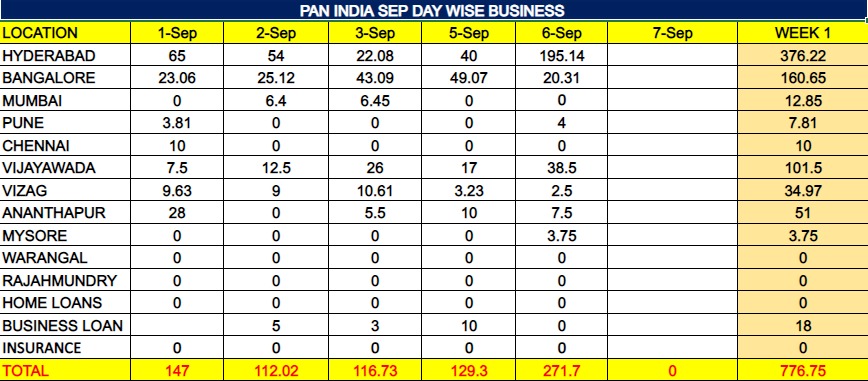 PAN INDIA SEP DAY WISE BUSINESS
LOCATION 1-Sep 2-Sep 3-Sep 5-Sep 6-Sep 7-Sep WEEK 1
HYDERABAD 65 54 22.08 40 195.14 376.22
BANGALORE 23.06 25.12 43.09 49.07 20.31 160.65
MUMBAI 0 6.4 6.45 0 0 12.85
PUNE 3.81 0 0 0 4 7.81
CHENNAI 10 0 0 0 0 10
VIJAYAWADA 7.5 12.5 26 17 38.5 101.5
VIZAG 9.63 9 10.61 3.23 2.5 34.97
ANANTHAPUR 28 0 5.5 10 7.5 51
MYSORE 0 0 0 0 3.75 3.75
WARANGAL 0 0 0 0 0 0
RAJAHMUNDRY 0 0 0 0 0 0
HOME LOANS 0 0 0 0 0 0
BUSINESS LOAN 5 3 10 0 18
INSURANCE 0 0 0 0 0 0
TOTAL 147 112.02 116.73 129.3 271.7 0 776.75